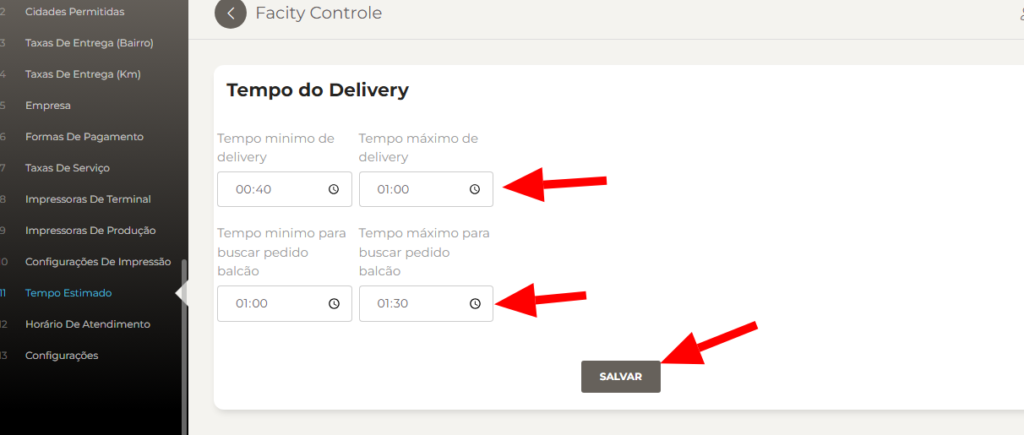 2 Cidades Permitidas
3 Taxas De Entrega (Bairro)
4 Taxas De Entrega (Km)
5 Empresa
6 Formas De Pagamento
7 Taxas De Serviço
8 Impressoras De Terminal
9 Impressoras De Produção
0 Configurações De Impressão
11 Tempo Estimado
12 Horário De Atendimento
13 Configurações
Facity Controle
Tempo do Delivery
Tempo minimo de
delivery
00:40
Tempo máximo de
delivery
01:00
Tempo minimo para
buscar pedido
balcão
01:00
Tempo máximo para
buscar pedido
balcão
01:30
SALVAR